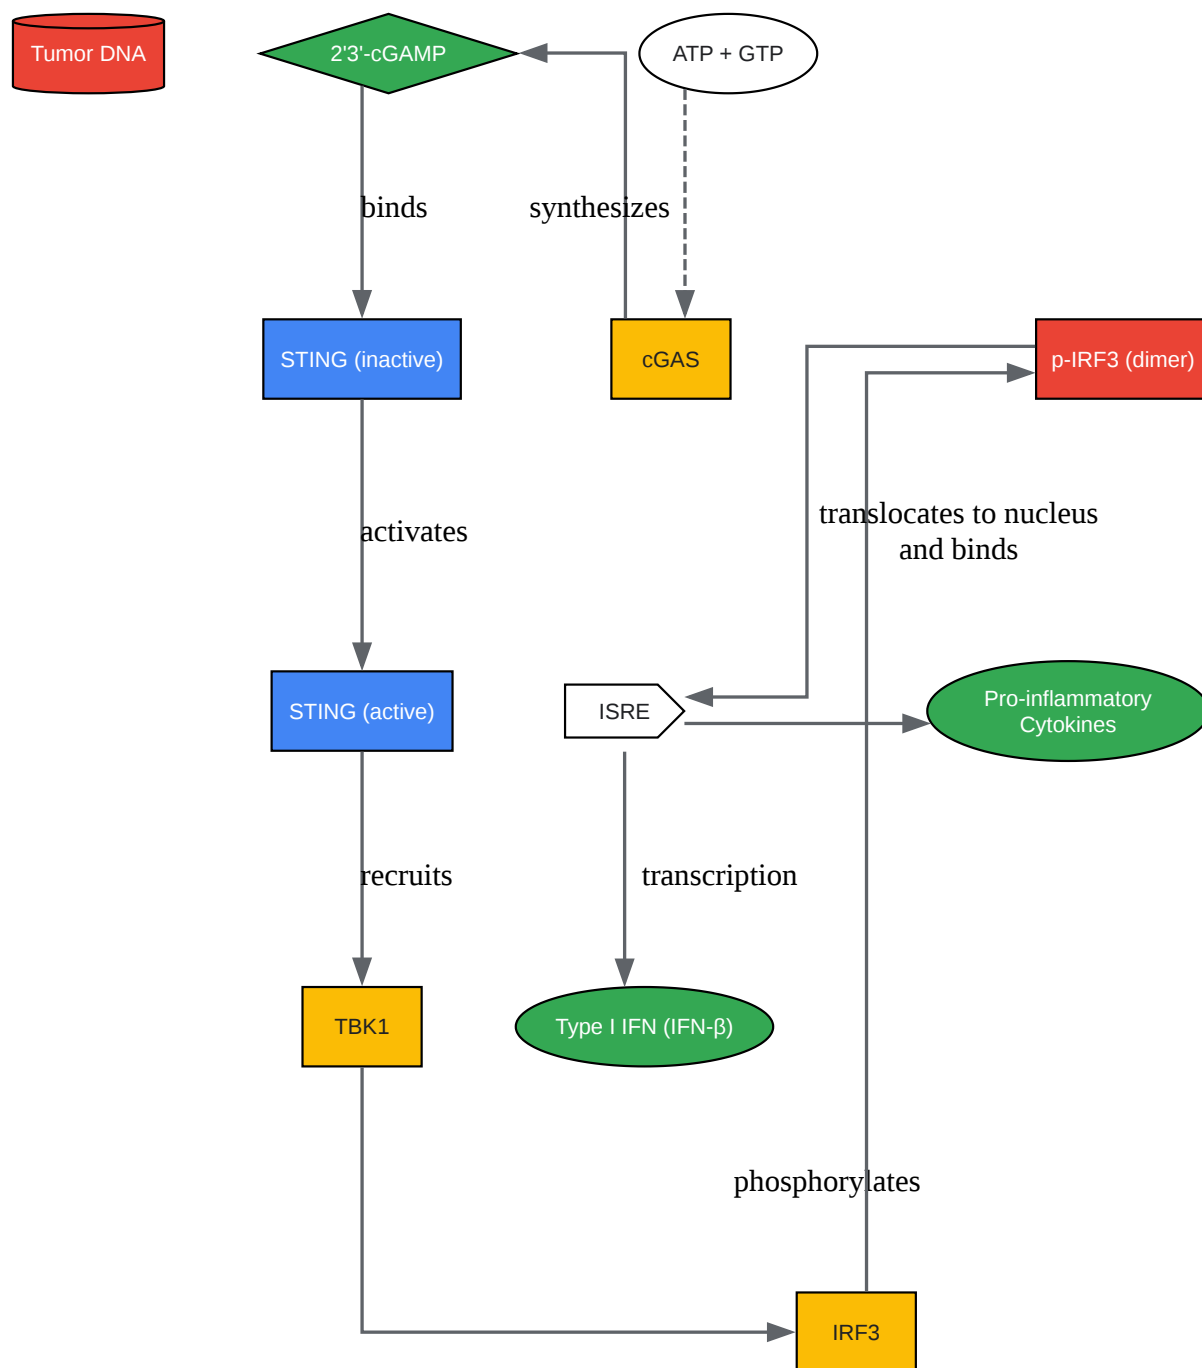 Tumor DNA
2'3'-cGAMP
ATP + GTP
binds
synthesizes
STING (inactive)
cGAS
p-IRF3 (dimer)
activates
translocates to nucleus
and binds
STING (active)
ISRE
Pro-inflammatory
Cytokines
recruits
transcription
TBK1
Type I IFN (IFN-β)
phosphorylates
IRF3